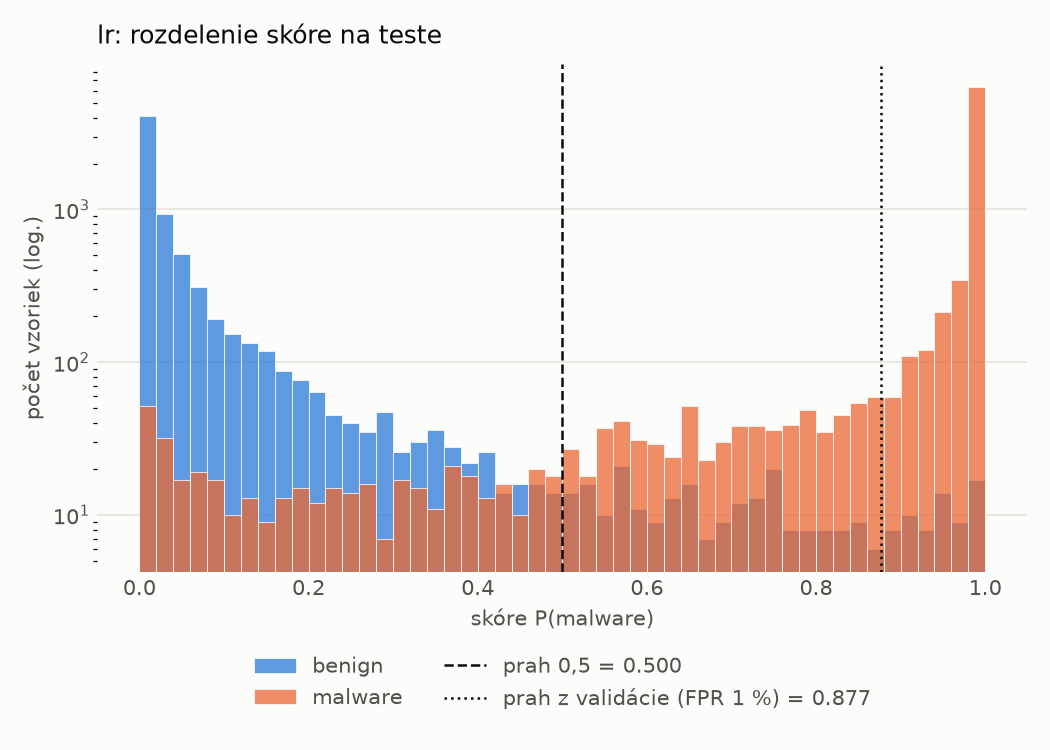 lr: rozdelenie skóre na teste
počet vzoriek (log.)
10³
10²
10¹
0.0 0.2 0.4 0.6 0.8 1.0
skóre P(malware)
benign
malware
prah 0,5 = 0.500
prah z validácie (FPR 1 %) = 0.877